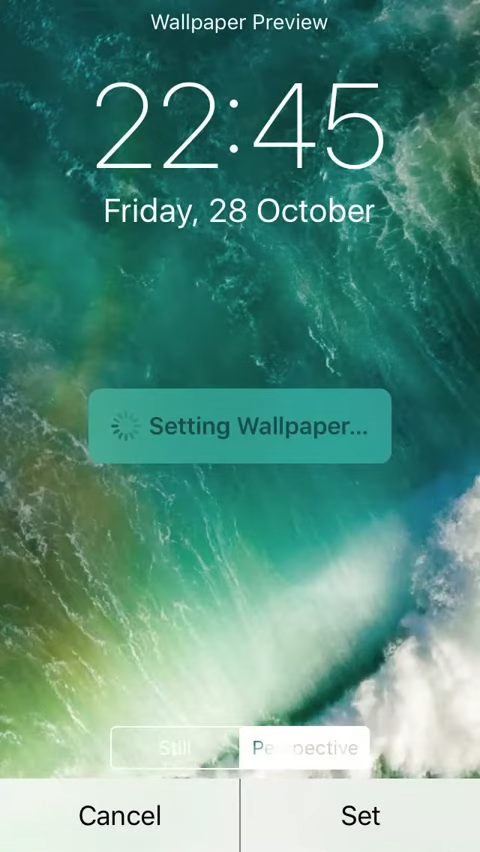 Wallpaper Preview
22:45
Friday, 28 October
Setting Wallpaper...
Still Perspective
Cancel Set